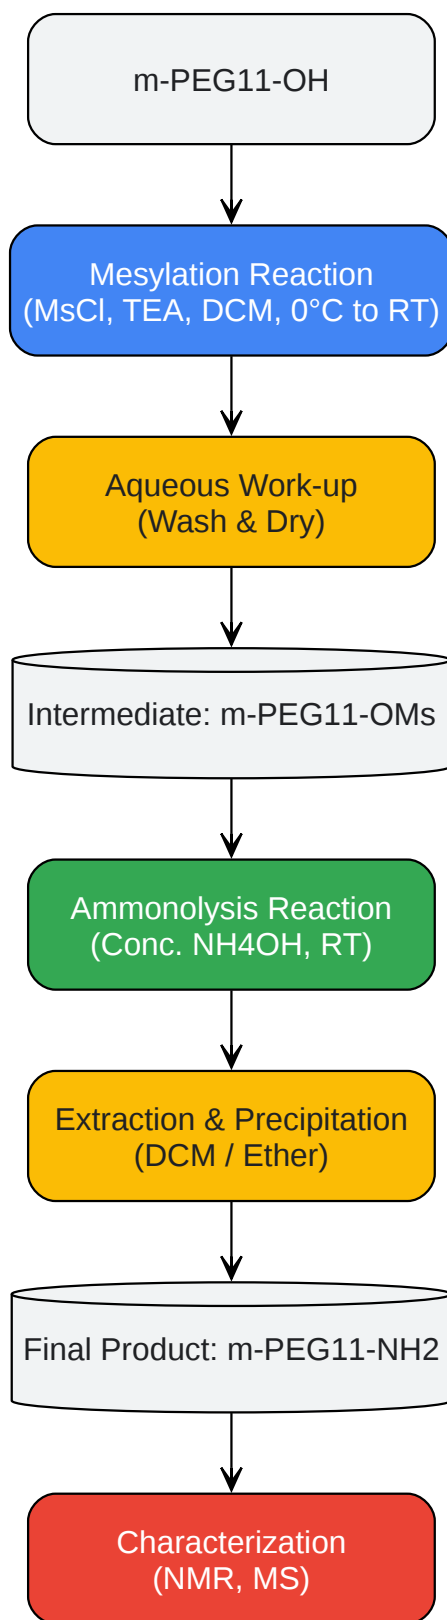 m-PEG11-OH
Mesylation Reaction
(MsCl, TEA, DCM, 0°C to RT)
Aqueous Work-up
(Wash & Dry)
Intermediate: m-PEG11-OMs
Ammonolysis Reaction
(Conc. NH4OH, RT)
Extraction & Precipitation
(DCM / Ether)
Final Product: m-PEG11-NH2
Characterization
(NMR, MS)